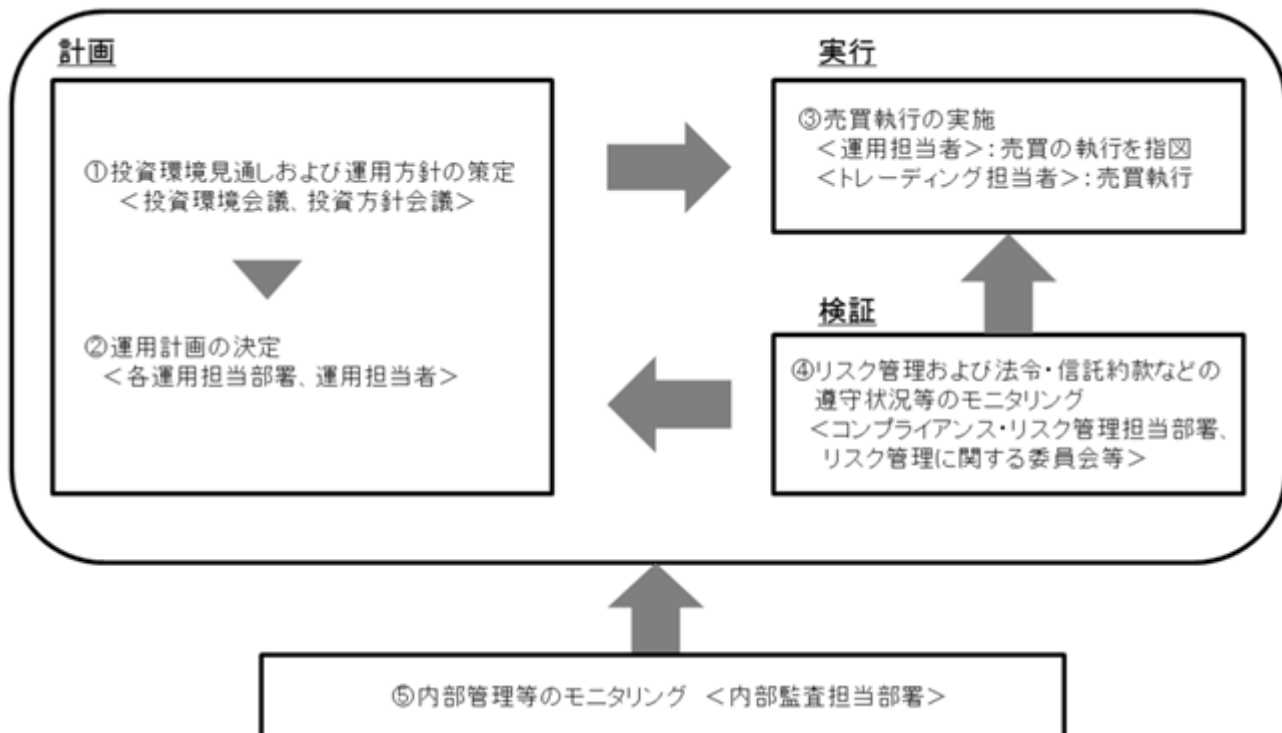 計画
①投資環境見通しおよび運用方針の策定
<投資環境会議、投資方針会議>
②運用計画の決定
<各運用担当部署、運用担当者>
実行
③売買執行の実施
<運用担当者>:売買の執行を指図
<トレーディング担当者>:売買執行
検証
④リスク管理および法令・信託約款などの
遵守状況等のモニタリング
<コンプライアンス・リスク管理担当部署、
リスク管理に関する委員会等>
⑤内部管理等のモニタリング <内部監査担当部署>